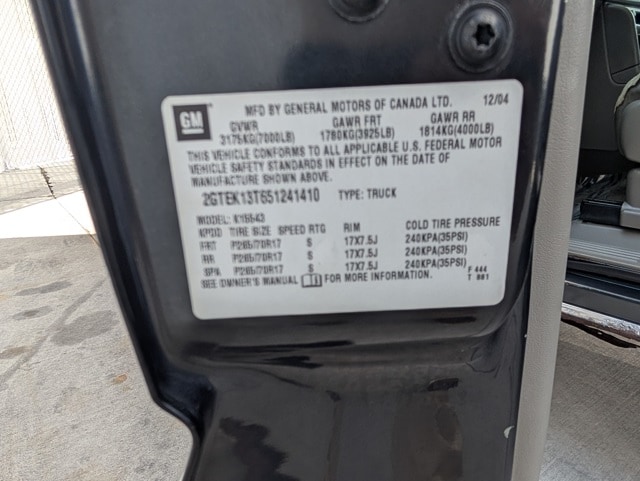 GM
MFD BY GENERAL MOTORS OF CANADA LTD. 12/04
GVWR GAWR FRT GAWR RR
3175KG(7000LB) 1780KG(3925LB) 1814KG(4000LB)
THIS VEHICLE CONFORMS TO ALL APPLICABLE U.S. FEDERAL MOTOR
VEHICLE SAFETY STANDARDS IN EFFECT ON THE DATE OF
MANUFACTURE SHOWN ABOVE.
2GTEK13T651241410 TYPE: TRUCK
MODEL: K15543
TIRE SIZE SPEED RTG RIM COLD TIRE PRESSURE
FRT P265/70R17 S 17X7.5J 240KPA(35PSI)
RR P265/70R17 S 17X7.5J 240KPA(35PSI)
SPA P265/70R17 S 17X7.5J 240KPA(35PSI)
SEE OWNER'S MANUAL FOR MORE INFORMATION.
F 444
T 001